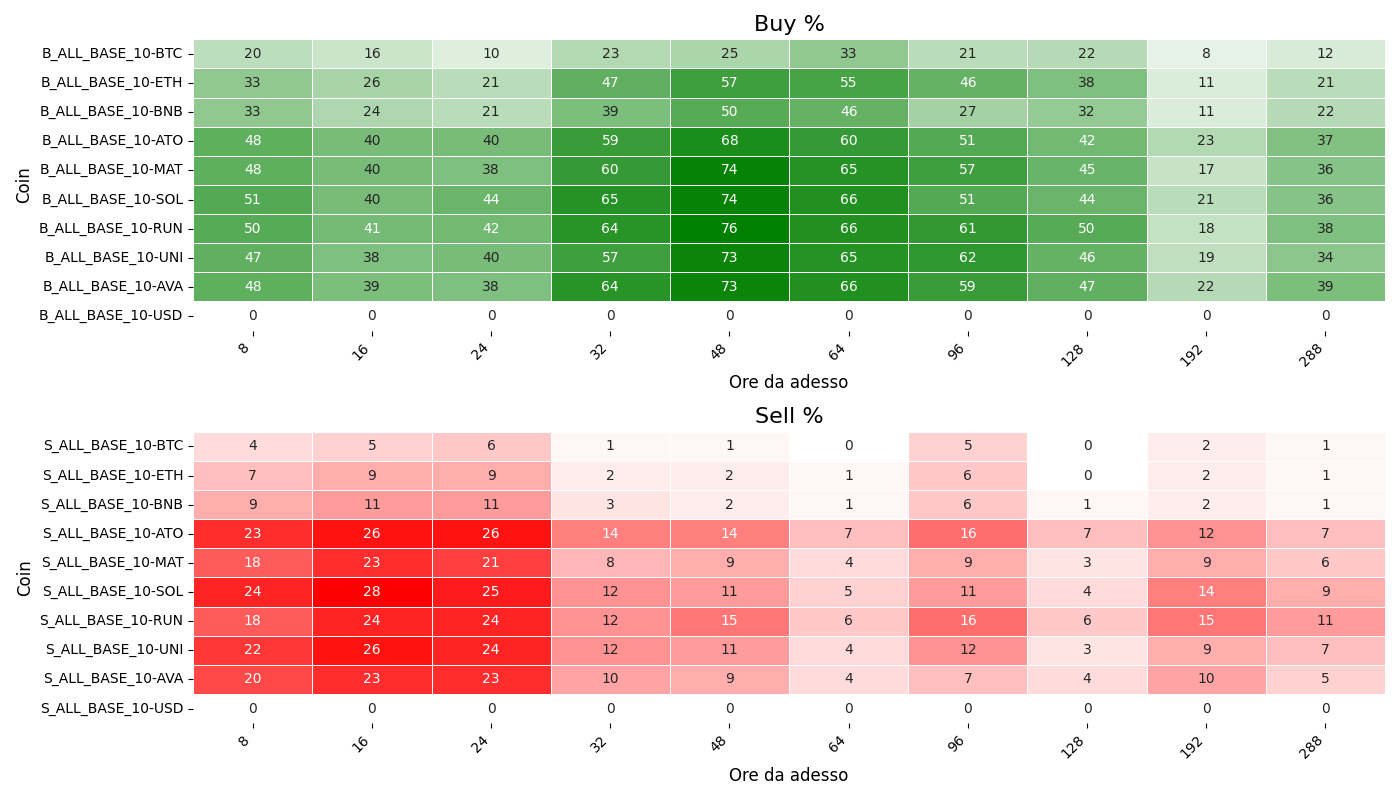 Buy %
Coin
B_ALL_BASE_10-BTC 20 16 10 23 25 33 21 22 8 12
B_ALL_BASE_10-ETH 33 26 21 47 57 55 46 38 11 21
B_ALL_BASE_10-BNB 33 24 21 39 50 46 27 32 11 22
B_ALL_BASE_10-ATO 48 40 40 59 68 60 51 42 23 37
B_ALL_BASE_10-MAT 48 40 38 60 74 65 57 45 17 36
B_ALL_BASE_10-SOL 51 40 44 65 74 66 51 44 21 36
B_ALL_BASE_10-RUN 50 41 42 64 76 66 61 50 18 38
B_ALL_BASE_10-UNI 47 38 40 57 73 65 62 46 19 34
B_ALL_BASE_10-AVA 48 39 38 64 73 66 59 47 22 39
B_ALL_BASE_10-USD 0 0 0 0 0 0 0 0 0 0
8 16 24 32 48 64 96 128 192 288
Ore da adesso
Sell %
Coin
S_ALL_BASE_10-BTC 4 5 6 1 1 0 5 0 2 1
S_ALL_BASE_10-ETH 7 9 9 2 2 1 6 0 2 1
S_ALL_BASE_10-BNB 9 11 11 3 2 1 6 1 2 1
S_ALL_BASE_10-ATO 23 26 26 14 14 7 16 7 12 7
S_ALL_BASE_10-MAT 18 23 21 8 9 4 9 3 9 6
S_ALL_BASE_10-SOL 24 28 25 12 11 5 11 4 14 9
S_ALL_BASE_10-RUN 18 24 24 12 15 6 16 6 15 11
S_ALL_BASE_10-UNI 22 26 24 12 11 4 12 3 9 7
S_ALL_BASE_10-AVA 20 23 23 10 9 4 7 4 10 5
S_ALL_BASE_10-USD 0 0 0 0 0 0 0 0 0 0
8 16 24 32 48 64 96 128 192 288
Ore da adesso